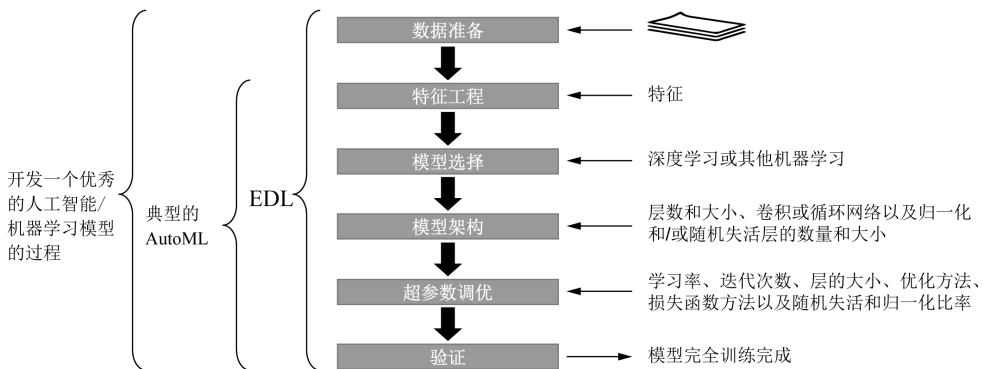 开发一个优秀
的人工智能/
机器学习模型
的过程
典型的
AutoML
EDL
数据准备
特征工程
特征
模型选择
深度学习或其他机器学习
模型架构
层数和大小、卷积或循环网络以及归一化
和/或随机失活层的数量和大小
超参数调优
学习率、迭代次数、层的大小、优化方法、
损失函数方法以及随机失活和归一化比率
验证
模型完全训练完成